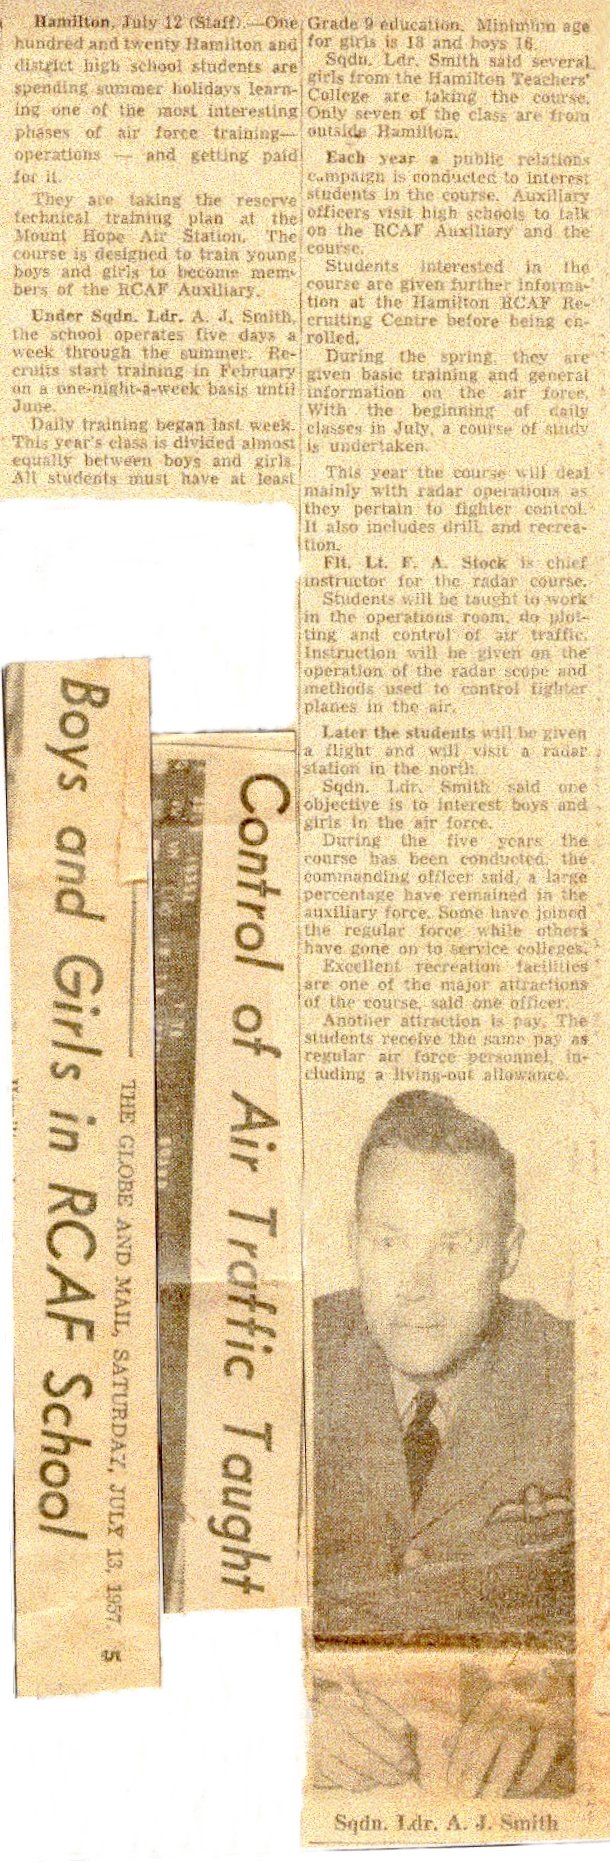 Hamilton, July 12 (Staff).—One
hundred and twenty Hamilton and
district high school students are
spending summer holidays learn-
ing one of the most interesting
phases of air force training—
operations — and getting paid
for it.
They are taking the reserve
technical training plan at the
Mount Hope Air Station. The
course is designed to train young
boys and girls to become mem-
bers of the RCAF Auxiliary.
Under Sqdn. Ldr. A. J. Smith,
the school operates five days a
week through the summer. Re-
cruits start training in February
on a one-night-a-week basis until
June.
Daily training began last week.
This year's class is divided almost
equally between boys and girls.
All students must have at least
Grade 9 education. Minimum age
for girls is 18 and boys 16.
Sqdn. Ldr. Smith said several
girls from the Hamilton Teachers'
College are taking the course.
Only seven of the class are from
outside Hamilton.
Each year a public relations
campaign is conducted to interest
students in the course. Auxiliary
officers visit high schools to talk
on the RCAF Auxiliary and the
course.
Students interested in the
course are given further informa-
tion at the Hamilton RCAF Re-
cruiting Centre before being en-
rolled.
During the spring, they are
given basic training and general
information on the air force.
With the beginning of daily
classes in July, a course of study
is undertaken.
This year the course will deal
mainly with radar operations as
they pertain to fighter control.
It also includes drill and recrea-
tion.
Flt. Lt. F. A. Stock is chief
instructor for the radar course.
Students will be taught to work
in the operations room, do plot-
ting and control of air traffic.
Instruction will be given on the
operation of the radar scope and
methods used to control fighter
planes in the air.
Later the students will be given
a flight and will visit a radar
station in the north.
Sqdn. Ldr. Smith said one
objective is to interest boys and
girls in the air force.
During the five years the
course has been conducted, the
commanding officer said, a large
percentage have remained in the
auxiliary force. Some have joined
the regular force while others
have gone on to service colleges.
Excellent recreation facilities
are one of the major attractions
of the course, said one officer.
Another attraction is pay. The
students receive the same pay as
regular air force personnel, in-
cluding a living-out allowance.
Sqdn. Ldr. A. J. Smith
Control of Air Traffic Taught
THE GLOBE AND MAIL, SATURDAY, JULY 13, 1957. 5
Boys and Girls in RCAF School